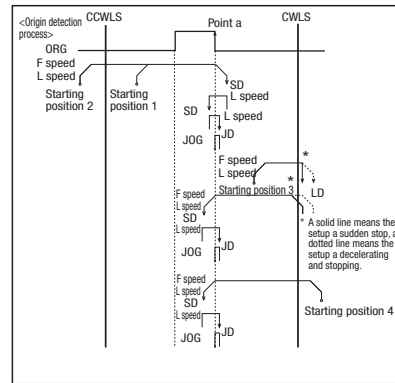 <Origin detection process>
CCWLS
Point a
CWLS
ORG
F speed
L speed
Starting position 2
Starting position 1
SD
L speed
SD
L speed
JD
JOG
F speed
L speed
*
*
LD
Starting position 3
F speed
L speed
SD
L speed
JD
JOG
* A solid line means the
setup a sudden stop, a
dotted line means the
setup a decelerating
and stopping.
F speed
L speed
SD
L speed
JD
JOG
Starting position 4